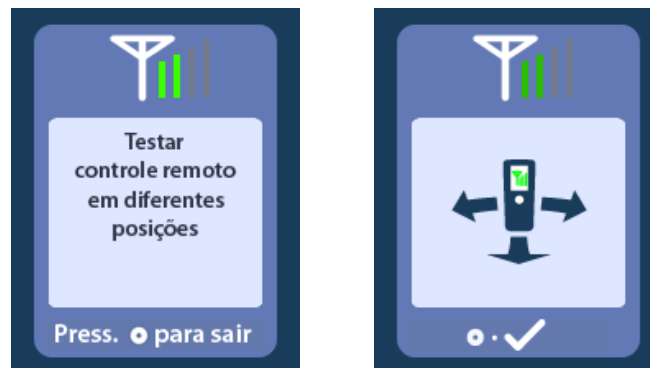 Testar
controle remoto
em diferentes
posições
Press. para sair